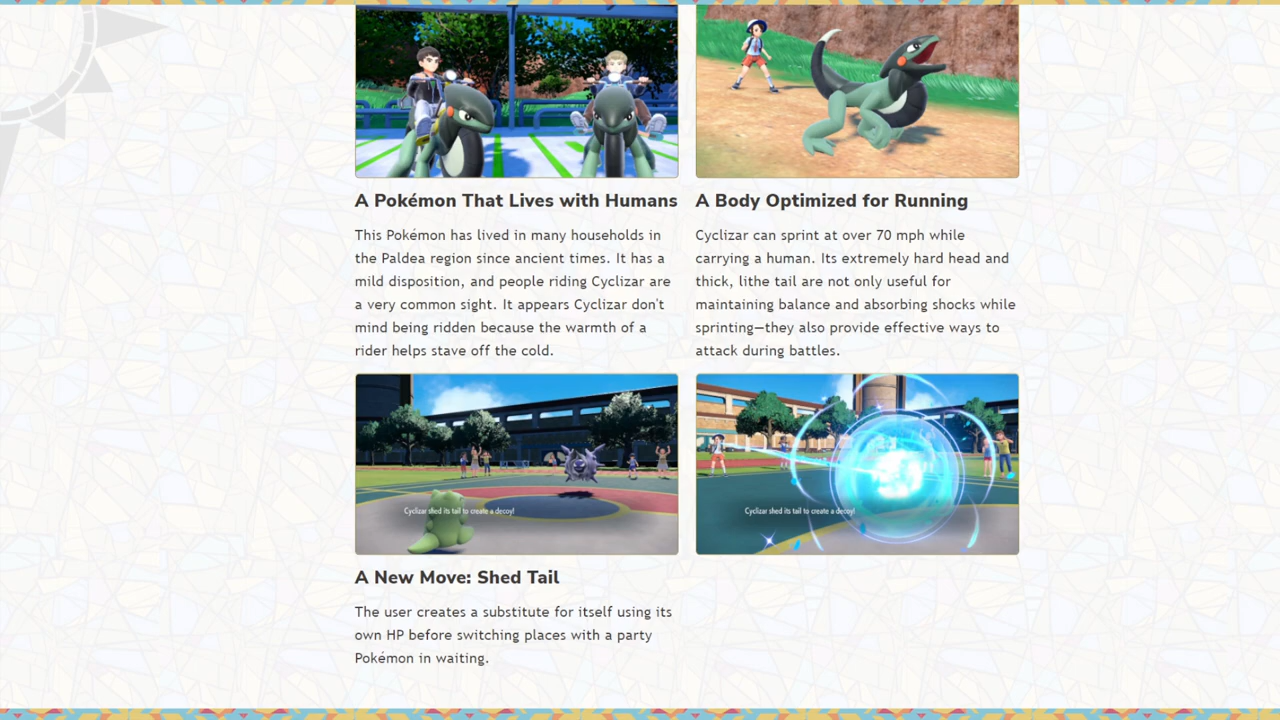 A Pokémon That Lives with Humans
This Pokémon has lived in many households in
the Paldea region since ancient times. It has a
mild disposition, and people riding Cyclizar are
a very common sight. It appears Cyclizar don't
mind being ridden because the warmth of a
rider helps stave off the cold.
A Body Optimized for Running
Cyclizar can sprint at over 70 mph while
carrying a human. Its extremely hard head and
thick, lithe tail are not only useful for
maintaining balance and absorbing shocks while
sprinting—they also provide effective ways to
attack during battles.
Cyclizar shed its tail to create a decoy!
Cyclizar shed its tail to create a decoy!
A New Move: Shed Tail
The user creates a substitute for itself using its
own HP before switching places with a party
Pokémon in waiting.